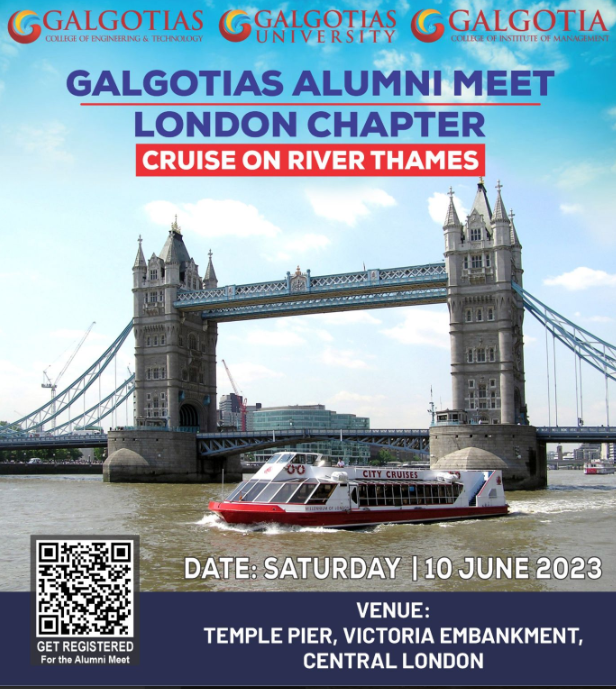 GALGOTIAS
COLLEGE OF ENGINEERING & TECHNOLOGY
GALGOTIAS
UNIVERSITY
GALGOTIA
COLLEGE OF INSTITUTE OF MANAGEMENT
GALGOTIAS ALUMNI MEET
LONDON CHAPTER
CRUISE ON RIVER THAMES
CITY CRUISES
DATE: SATURDAY | 10 JUNE 2023
GET REGISTERED
For the Alumni Meet
VENUE:
TEMPLE PIER, VICTORIA EMBANKMENT,
CENTRAL LONDON